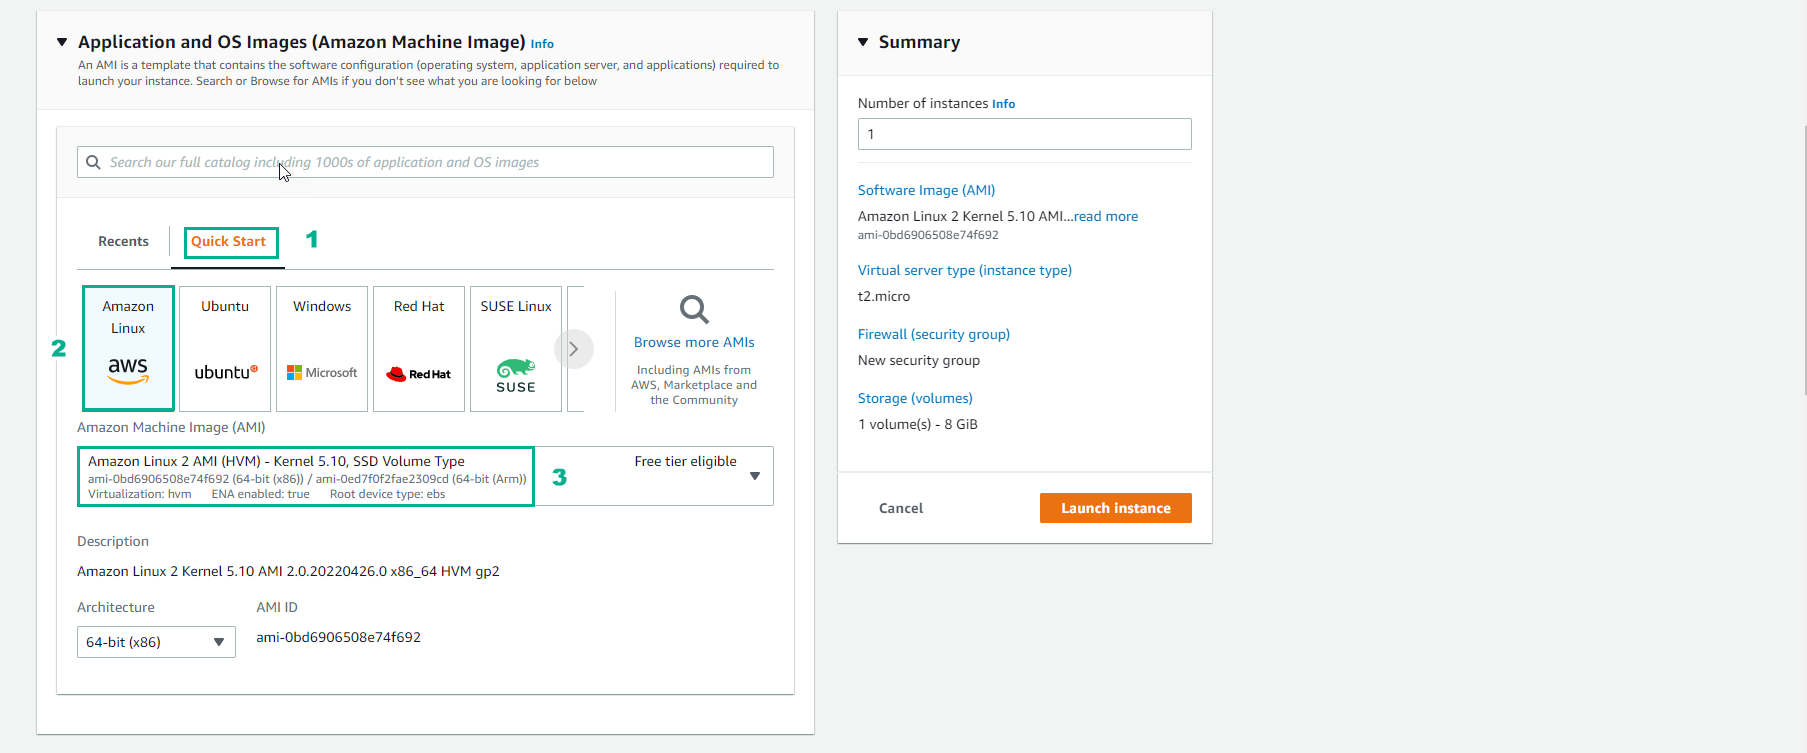 Application and OS Images (Amazon Machine Image) Info
An AMI is a template that contains the software configuration (operating system, application server, and applications) required to
launch your instance. Search or Browse for AMIs if you don't see what you are looking for below
Search our full catalog including 1000s of application and OS images
Recents
Quick Start
1
2
Amazon
Linux
aws
Ubuntu
ubuntu
Windows
Microsoft
Red Hat
Red Hat
SUSE Linux
SUSE
Browse more AMIs
Including AMIs from
AWS, Marketplace and
the Community
Amazon Machine Image (AMI)
Amazon Linux 2 AMI (HVM) - Kernel 5.10, SSD Volume Type
ami-0bd6906508e74f692 (64-bit (x86)) / ami-0ed7f0f2fae2309cd (64-bit (Arm))
Virtualization: hvm ENA enabled: true Root device type: ebs
3
Free tier eligible
Description
Amazon Linux 2 Kernel 5.10 AMI 2.0.20220426.0 x86_64 HVM gp2
Architecture
64-bit (x86)
AMI ID
ami-0bd6906508e74f692
Summary
Number of instances Info
1
Software Image (AMI)
Amazon Linux 2 Kernel 5.10 AMI...read more
ami-0bd6906508e74f692
Virtual server type (instance type)
t2.micro
Firewall (security group)
New security group
Storage (volumes)
1 volume(s) - 8 GiB
Cancel
Launch instance